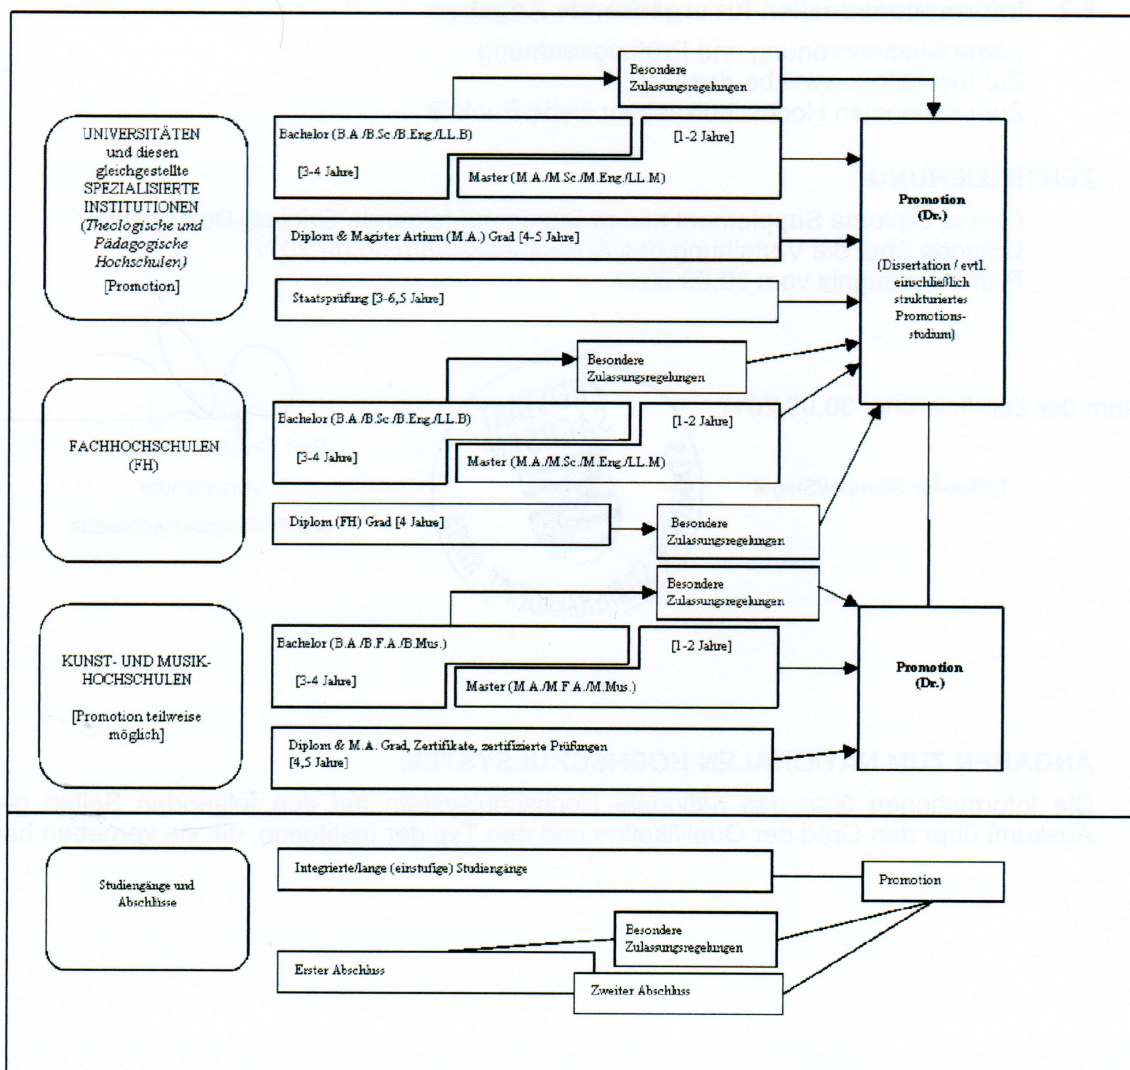 Besondere
Zulassungsregelungen
UNIVERSITÄTEN
und diesen
gleichgestellte
SPEZIALISIERTE
INSTITUTIONEN
(Theologische und
Pädagogische
Hochschulen)
[Promotion]
Bachelor (B.A./B.Sc./B.Eng./LL.B)
[3-4 Jahre]
[1-2 Jahre]
Master (M.A./M.Sc./M.Eng./LL.M)
Diplom & Magister Artium (M.A.) Grad [4-5 Jahre]
Staatsprüfung [3-6,5 Jahre]
Promotion
(Dr.)
(Dissertation / evtl.
einschließlich
strukturiertes
Promotions-
studium)
FACHHOCHSCHULEN
(FH)
Besondere
Zulassungsregelungen
Bachelor (B.A./B.Sc./B.Eng./LL.B)
[3-4 Jahre]
[1-2 Jahre]
Master (M.A./M.Sc./M.Eng./LL.M)
Diplom (FH) Grad [4 Jahre]
Besondere
Zulassungsregelungen
KUNST- UND MUSIK-
HOCHSCHULEN
[Promotion teilweise
möglich]
Besondere
Zulassungsregelungen
Bachelor (B.A./B.F.A./B.Mus.)
[3-4 Jahre]
[1-2 Jahre]
Master (M.A./M.F.A./M.Mus.)
Diplom & M.A. Grad, Zertifikate, zertifizierte Prüfungen
[4,5 Jahre]
Promotion
(Dr.)
Studiengänge und
Abschlüsse
Integrierte/lange (einstufige) Studiengänge
Promotion
Besondere
Zulassungsregelungen
Erster Abschluss
Zweiter Abschluss